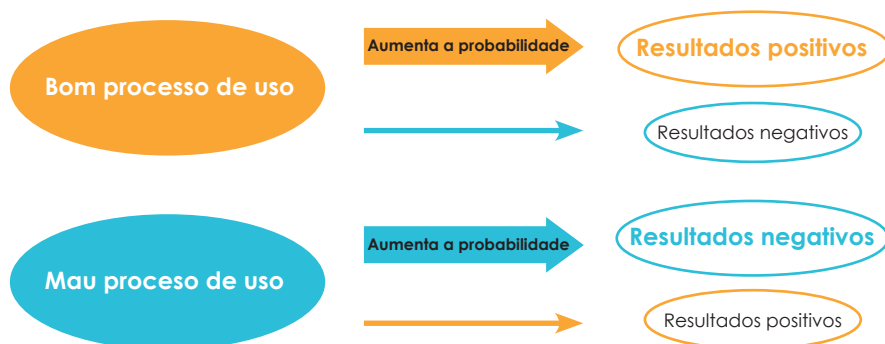 Bom processo de uso
Aumenta a probabilidade
Resultados positivos
Resultados negativos
Mau proceso de uso
Aumenta a probabilidade
Resultados negativos
Resultados positivos